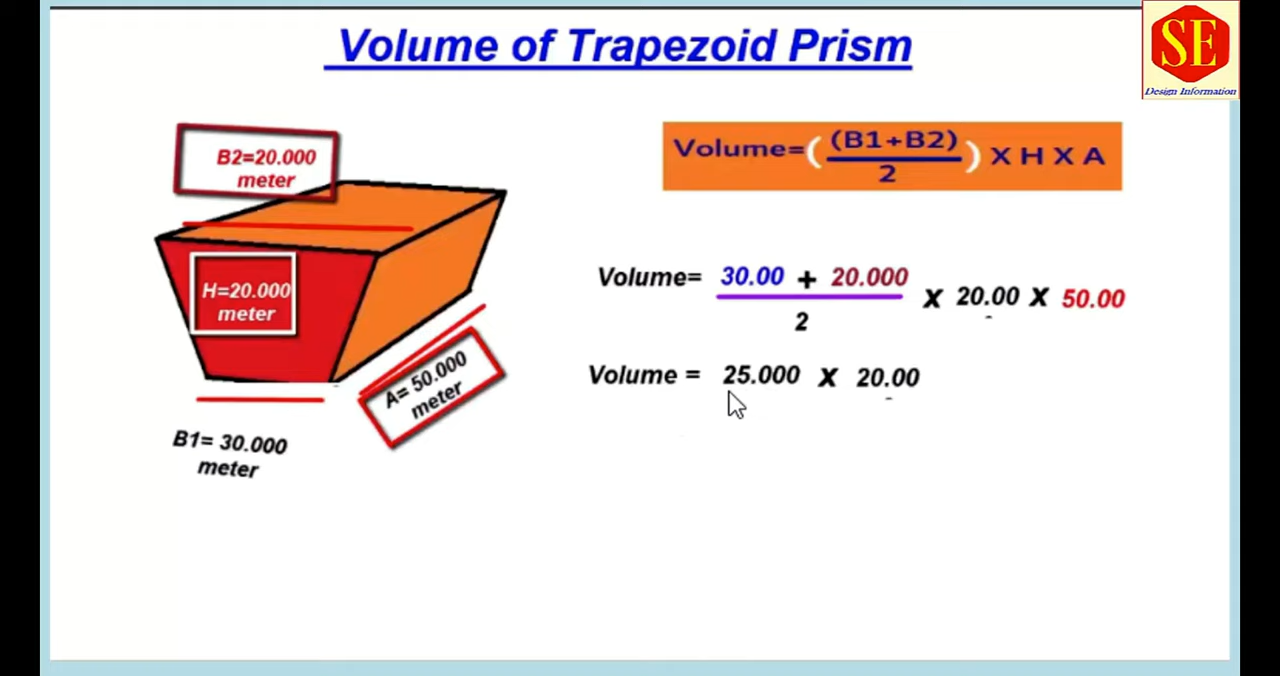 Volume of Trapezoid Prism
SE
Design Information
B2=20.000
meter
Volume=((B1+B2)
2) X H X A
H=20.000
meter
Volume= 30.00 + 20.000
2 X 20.00 X 50.00
A= 50.000
meter
Volume = 25.000 X 20.00
B1= 30.000
meter